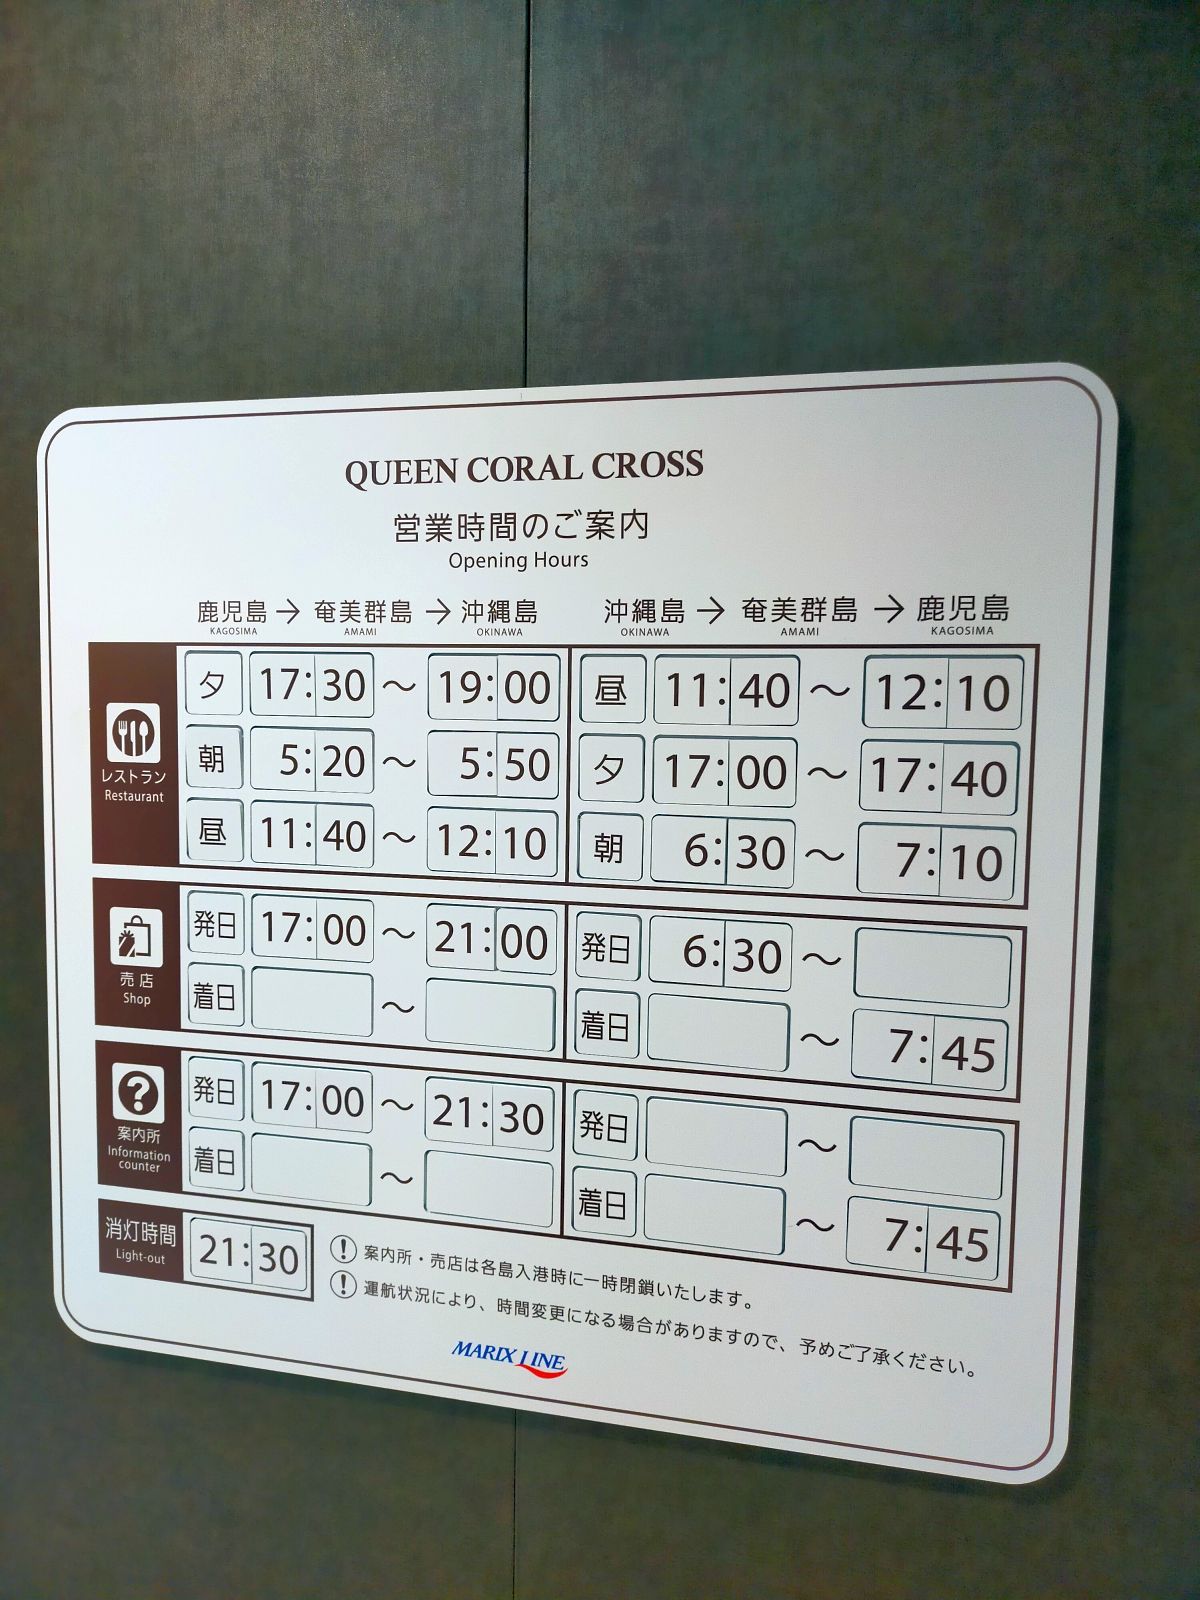 QUEEN CORAL CROSS
営業時間のご案内
Opening Hours
鹿児島 → 奄美群島 → 沖縄島
KAGOSIMA AMAMI OKINAWA
沖縄島 → 奄美群島 → 鹿児島
OKINAWA AMAMI KAGOSIMA
レストラン
Restaurant
夕 17:30 ～ 19:00
朝 5:20 ～ 5:50
昼 11:40 ～ 12:10
昼 11:40 ～ 12:10
夕 17:00 ～ 17:40
朝 6:30 ～ 7:10
売店
Shop
発日 17:00 ～ 21:00
着日 ～
発日 6:30 ～
着日 ～ 7:45
案内所
Information
counter
発日 17:00 ～ 21:30
着日 ～
発日 ～
着日 ～ 7:45
消灯時間
Light-out
21:30
! 案内所・売店は各島入港時に一時閉鎖いたします。
! 運航状況により、時間変更になる場合がありますので、予めご了承ください。
MARIX LINE